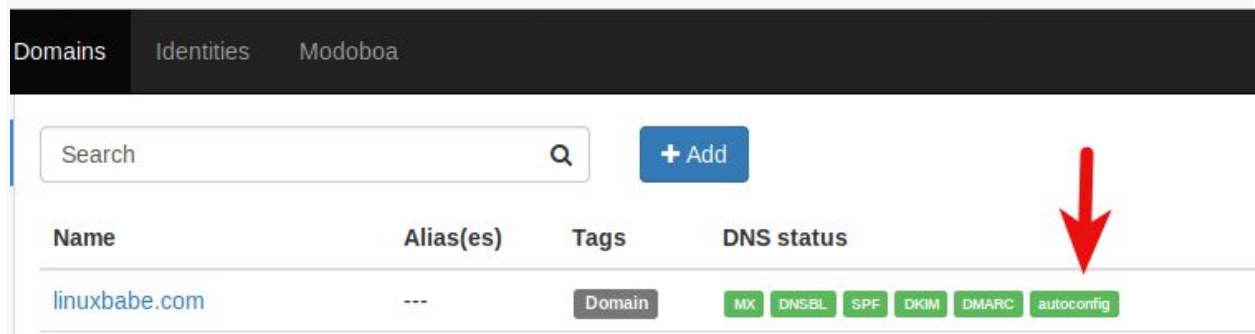 Domains Identities Modoboa
Search Add
Name Alias(es) Tags DNS status
linuxbabe.com --- Domain MX DNSBL SPF DKIM DMARC autoconfig